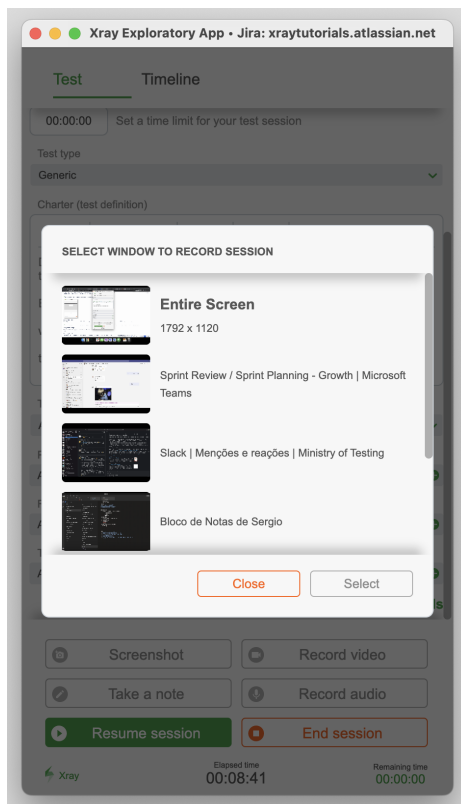 Xray Exploratory App • Jira: xraytutorials.atlassian.net
Test
Timeline
00:00:00
Set a time limit for your test session
Test type
Generic
Charter (test definition)
SELECT WINDOW TO RECORD SESSION
Entire Screen
1792 x 1120
Sprint Review / Sprint Planning - Growth | Microsoft
Teams
Slack | Menções e reações | Ministry of Testing
Bloco de Notas de Sergio
Close
Select
Screenshot
Record video
Take a note
Record audio
Resume session
End session
Xray
Elapsed time
00:08:41
Remaining time
00:00:00